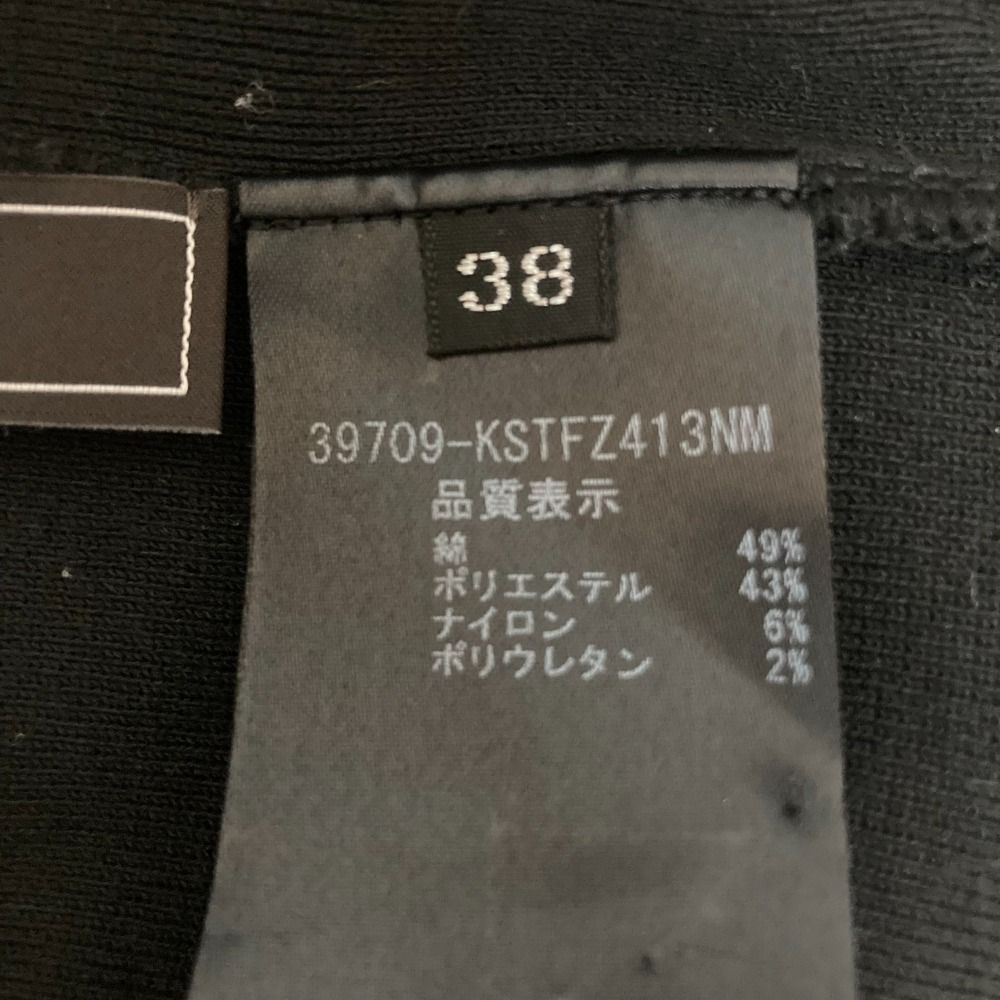 38
39709-KSTFZ413NM
品質表示
綿 49%
ポリエステル 43%
ナイロン 6%
ポリウレタン 2%